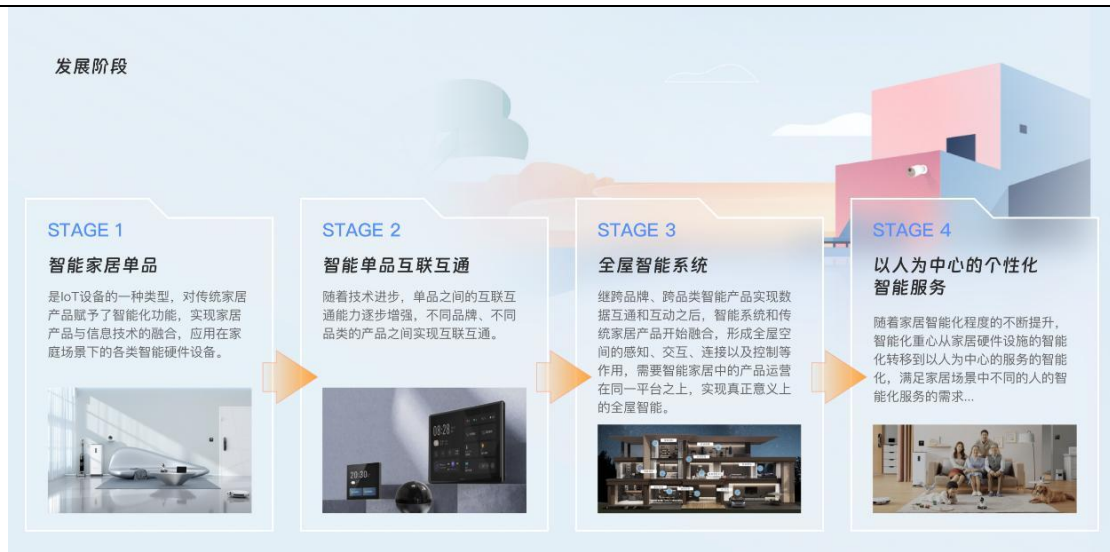 发展阶段
STAGE 1
智能家居单品
是IoT设备的一种类型，对传统家居
产品赋予了智能化功能，实现家居
产品与信息技术的融合，应用在家
庭场景下的各类智能硬件设备。
STAGE 2
智能单品互联互通
随着技术进步，单品之间的互联互
通能力逐步增强，不同品牌、不同
品类的产品之间实现互联互通。
08:28
20:30
STAGE 3
全屋智能系统
继跨品牌、跨品类智能产品实现数
据互通和互动之后，智能系统和传
统家居产品开始融合，形成全屋空
间的感知、交互、连接以及控制等
作用，需要智能家居中的产品运营
在同一平台之上，实现真正意义上
的全屋智能。
STAGE 4
以人为中心的个性化
智能服务
随着家居智能化程度的不断提升，
智能化重心从家居硬件设施的智能
化转移到以人为中心的服务的智能
化，满足家居场景中不同的人的智
能化服务的需求...